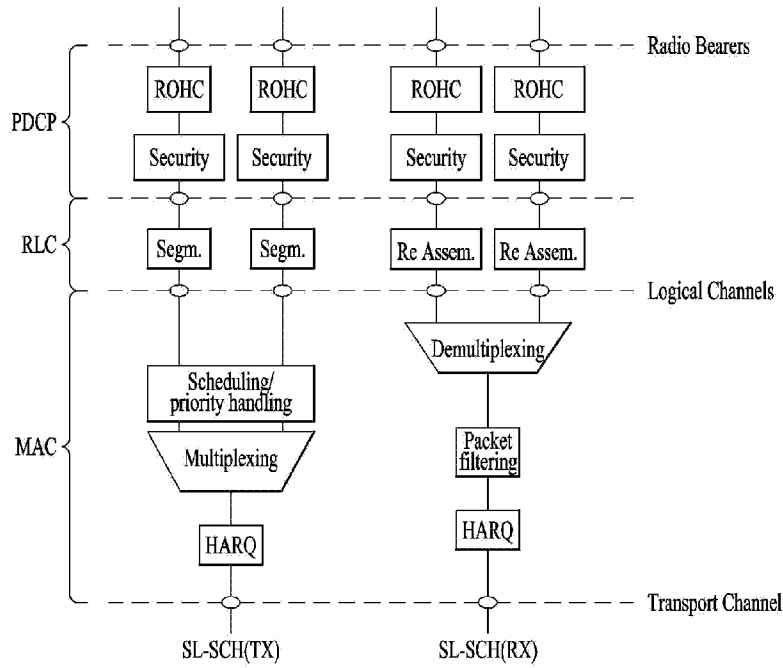 Radio Bearers
ROHC
ROHC
ROHC
ROHC
PDCP
Security
Security
Security
Security
RLC
Segm.
Segm.
Re Assem.
Re Assem.
Logical Channels
Demultiplexing
Scheduling/
priority handling
MAC
Multiplexing
Packet
filtering
HARQ
HARQ
Transport Channel
SL-SCH(TX)
SL-SCH(RX)